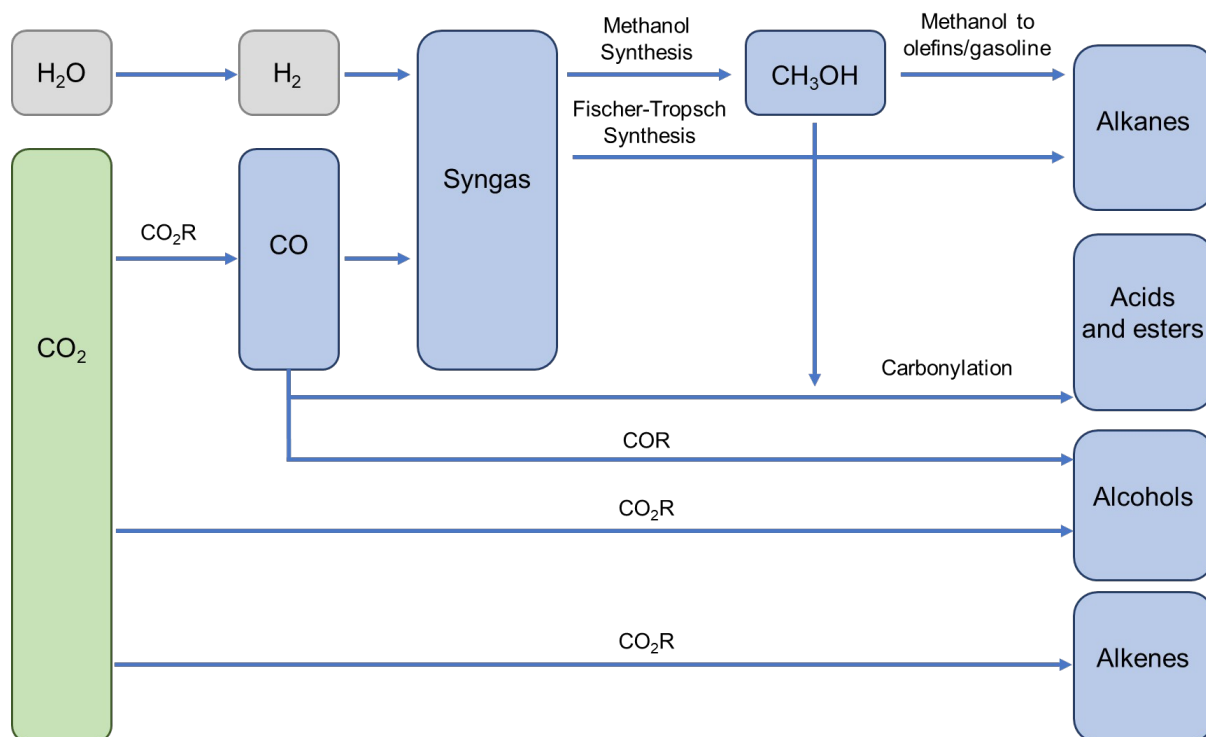 Methanol
Synthesis
Methanol to
olefins/gasoline
H₂O
H₂
CH₃OH
Fischer-Tropsch
Synthesis
Alkanes
Syngas
CO₂R
CO
CO₂
Acids
and esters
Carbonylation
COR
Alcohols
CO₂R
CO₂R
Alkenes